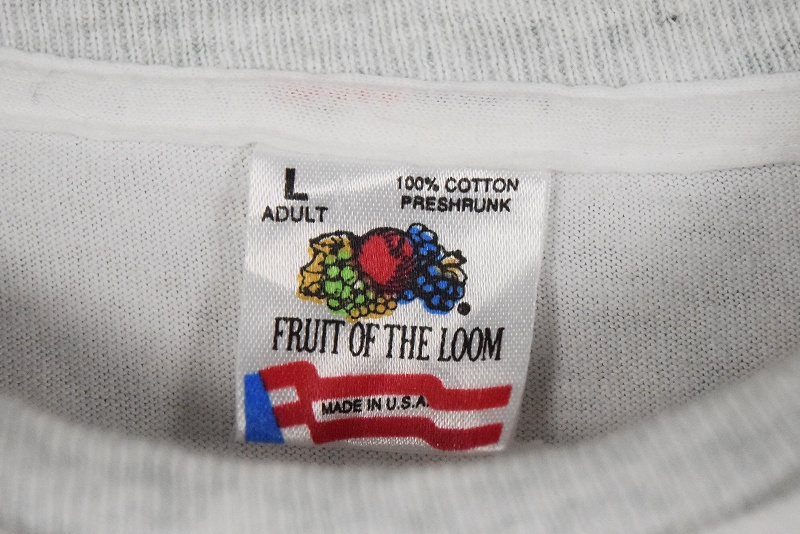 L
ADULT
100% COTTON
PRESHRUNK
FRUIT OF THE LOOM
MADE IN U.S.A.